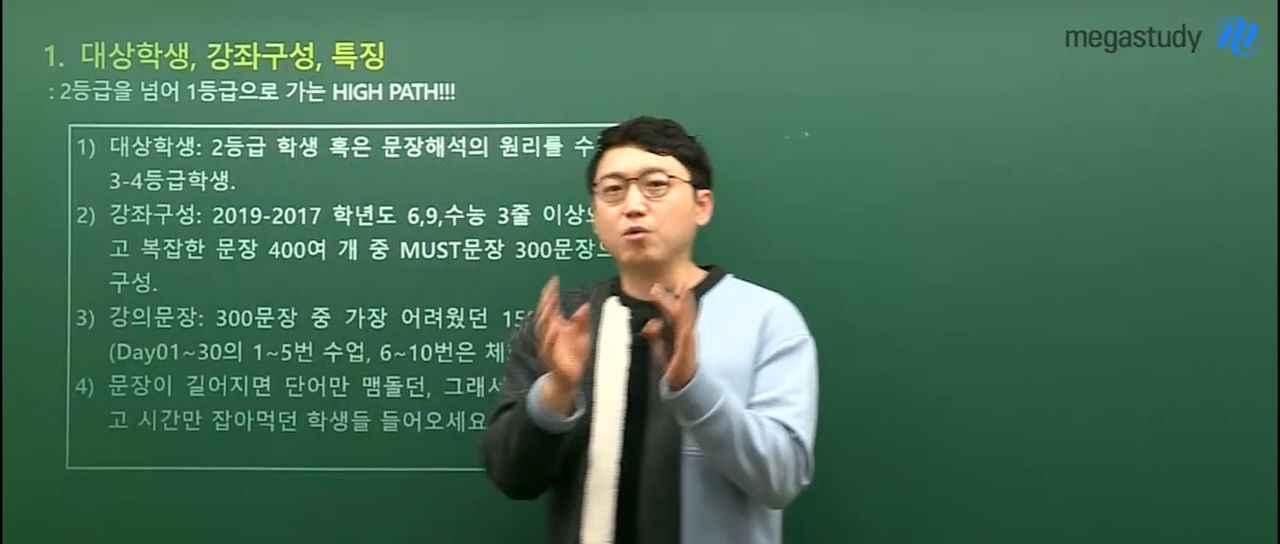 megastudy
1. 대상학생, 강좌구성, 특징
: 2등급을 넘어 1등급으로 가는 HIGH PATH!!!
1) 대상학생: 2등급 학생 혹은 문장해석의 원리를
3-4등급학생.
2) 강좌구성: 2019-2017 학년도 6,9,수능 3줄 이상의
고 복잡한 문장 400여 개 중 MUST문장 300문장으
구성.
3) 강의문장: 300문장 중 가장 어려웠던
(Day01~30의 1~5번 수업, 6~10번은
4) 문장이 길어지면 단어만 맴돌던, 그래서
고 시간만 잡아먹던 학생들 들어오세요